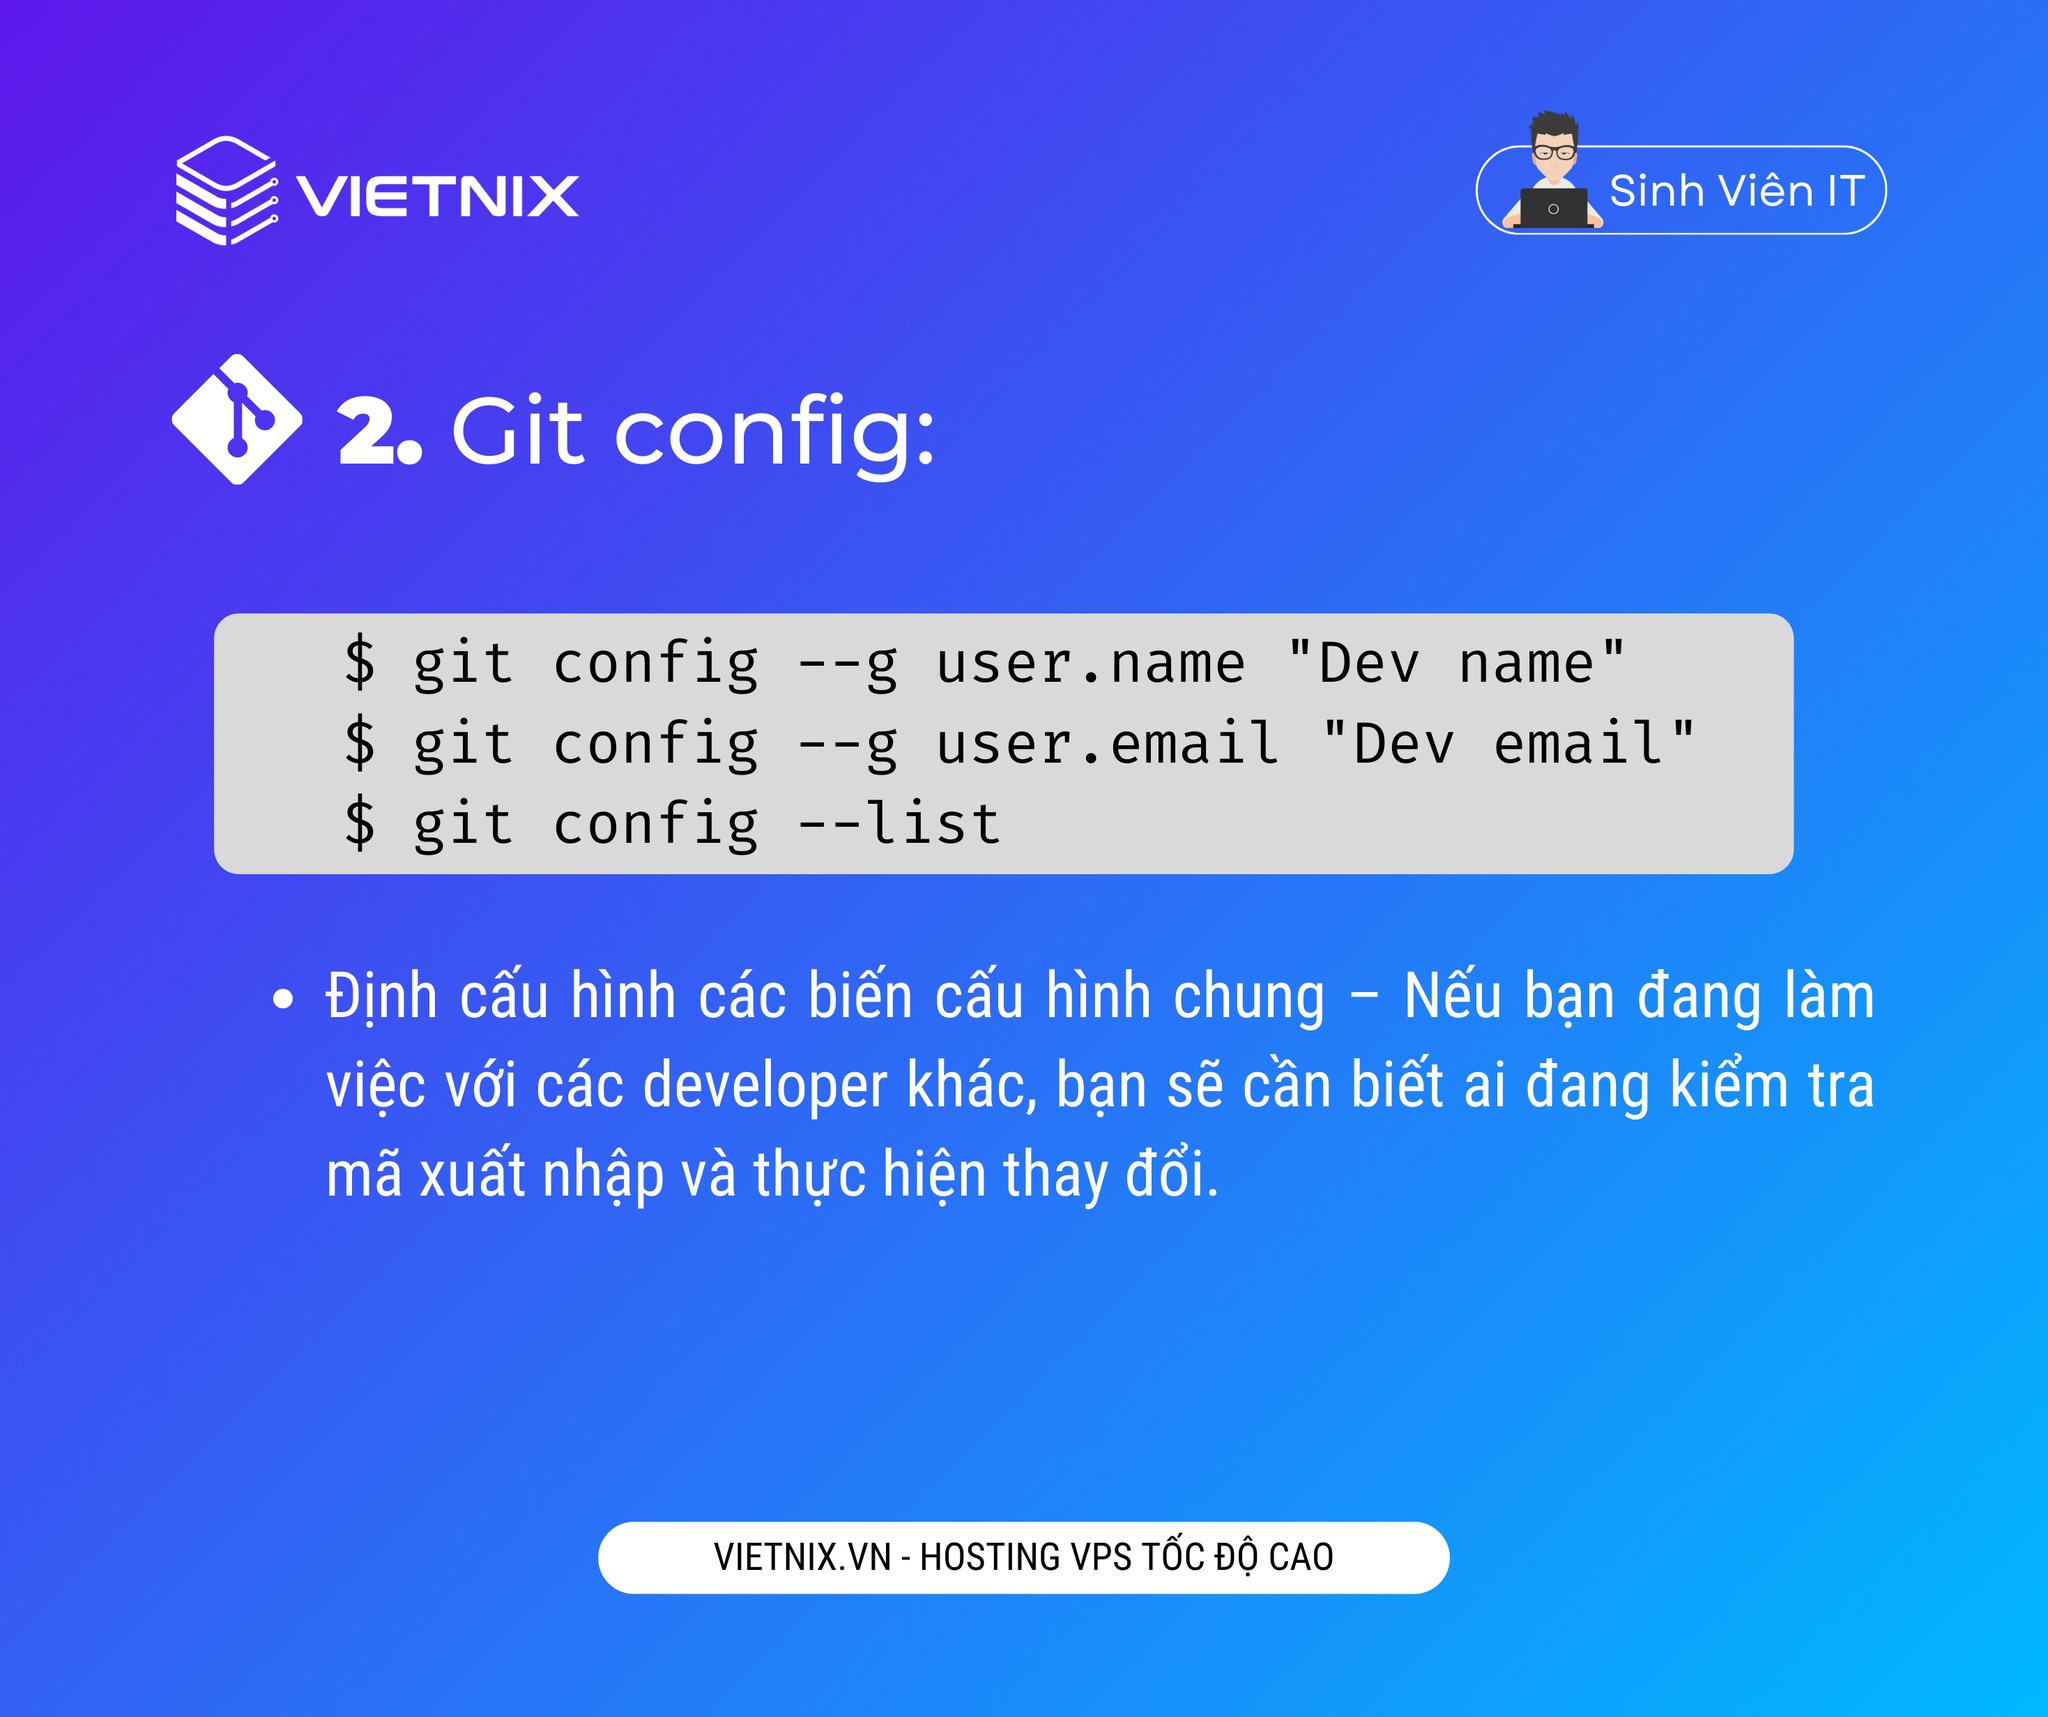 VIETNIX
Sinh Viên IT
2. Git config:
$ git config --g user.name "Dev name"
$ git config --g user.email "Dev email"
$ git config --list
• Định cấu hình các biến cấu hình chung – Nếu bạn đang làm
việc với các developer khác, bạn sẽ cần biết ai đang kiểm tra
mã xuất nhập và thực hiện thay đổi.
VIETNIX.VN - HOSTING VPS TỐC ĐỘ CAO